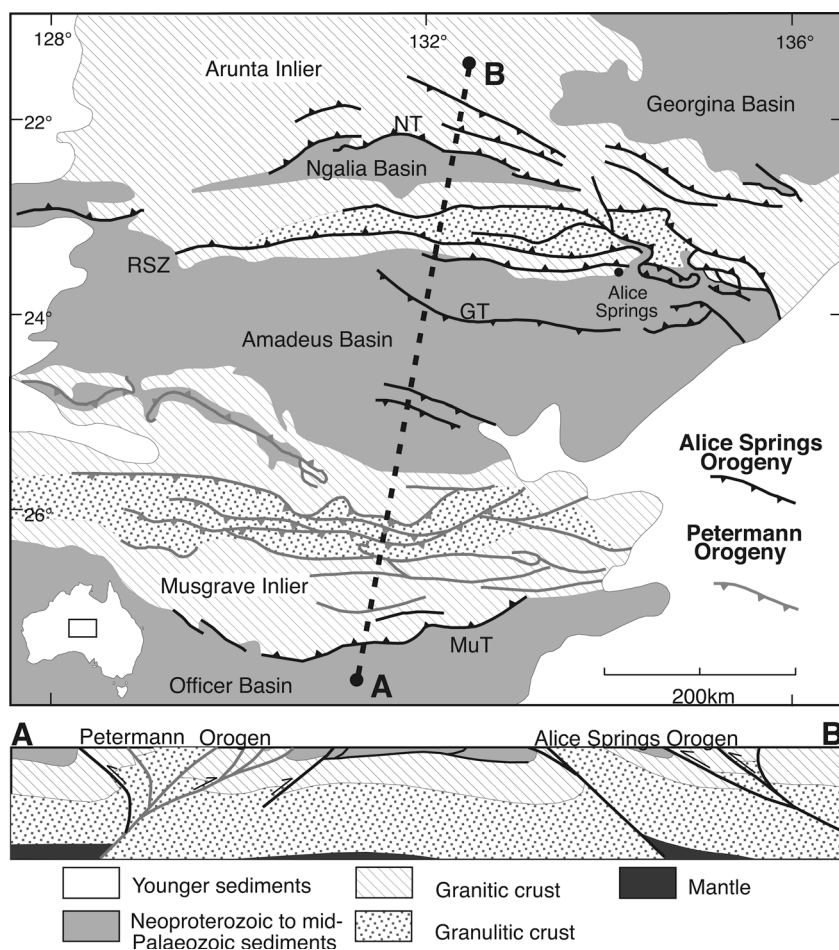 128°
132
136°
Arunta Inlier
B
Georgina Basin
22°
NT
Ngalia Basin
RSZ
Alice
Springs
24°
GT
Amadeus Basin
Alice Springs
Orogeny
26°
Petermann
Orogeny
Musgrave Inlier
MuT
Officer Basin
A
200km
A
Petermann Orogen
Alice Springs Orogen
B
Younger sediments
Granitic crust
Mantle
Neoproterozoic to mid-
Palaeozoic sediments
Granulitic crust